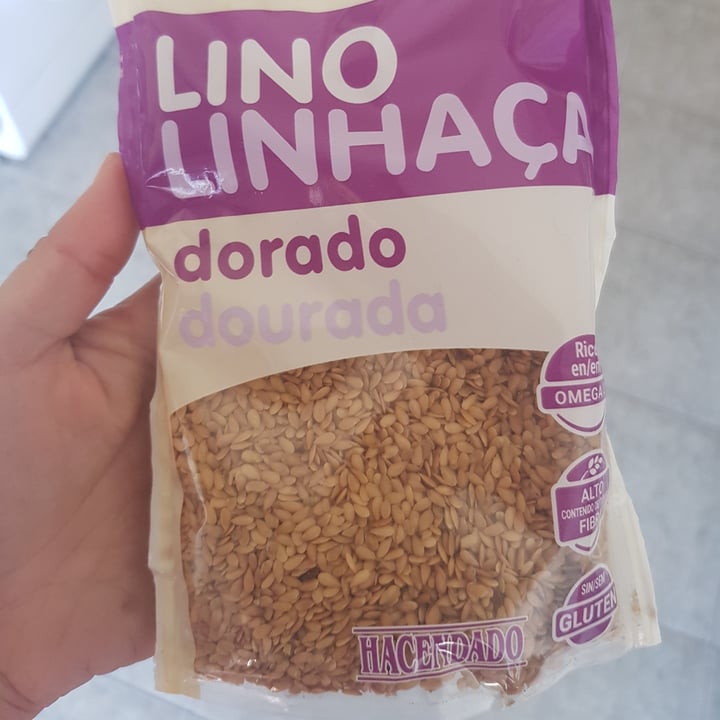 LINO
LINHAÇA
dorado
dourada
Rico
en/em
OMEGA
ALTO
CONTENIDO
FIBRA
SIN/SEM
GLUTEN
HACENDADO